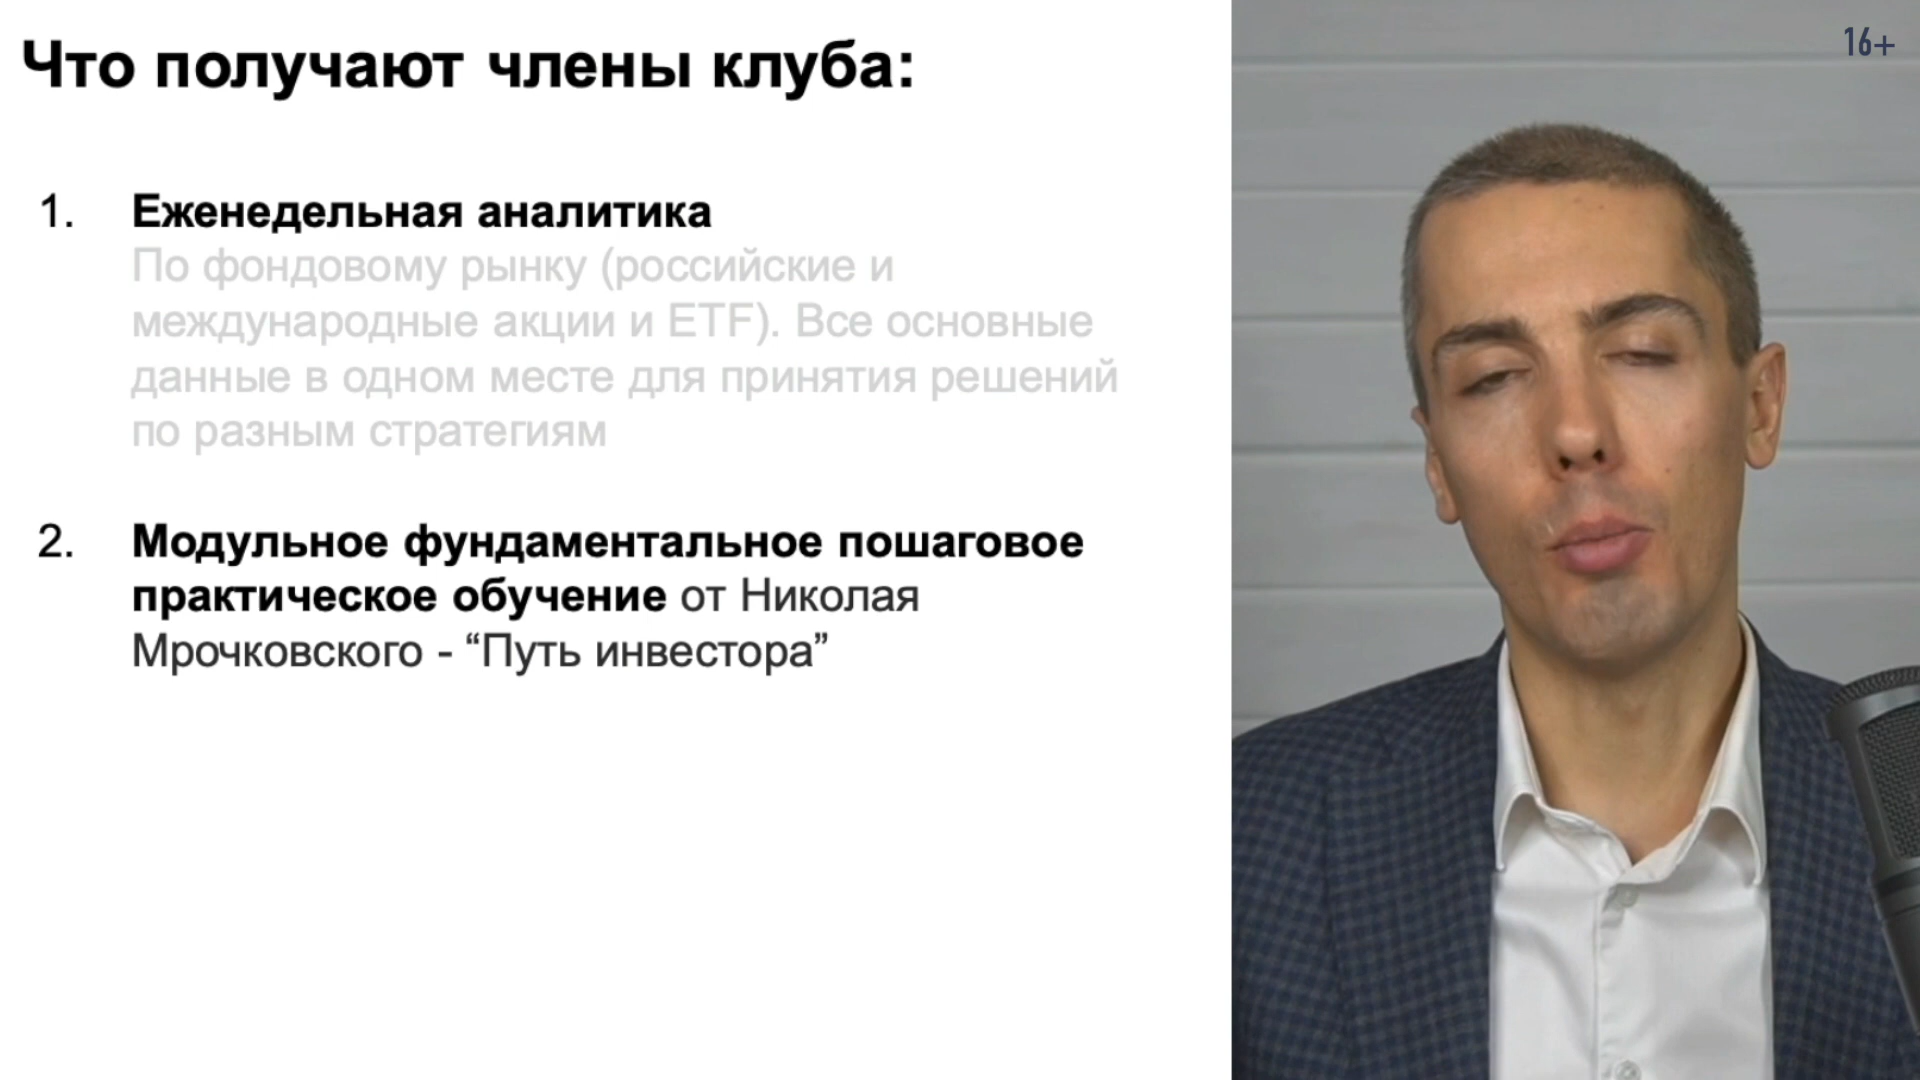 Что получают члены клуба:
16+
1. Еженедельная аналитика
По фондовому рынку (российские и
международные акции и ETF). Все основные
данные в одном месте для принятия решений
по разным стратегиям
2. Модульное фундаментальное пошаговое
практическое обучение от Николая
Мрочковского - “Путь инвестора”